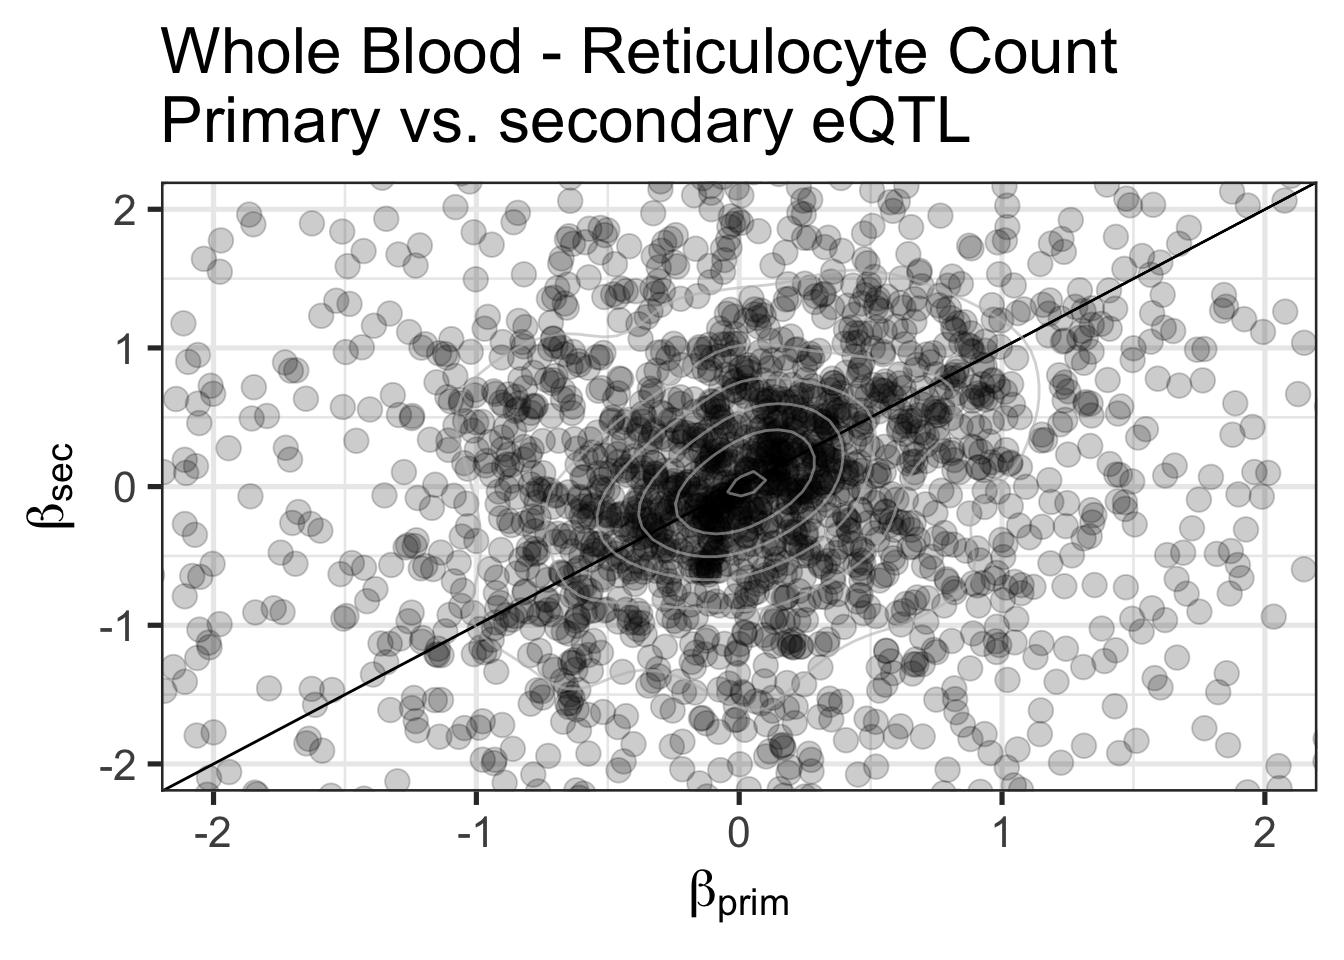 Whole Blood - Reticulocyte Count
Primary vs. secondary eQTL
2
1
0
-1
-2
βsec
-2 -1 0 1 2
βprim